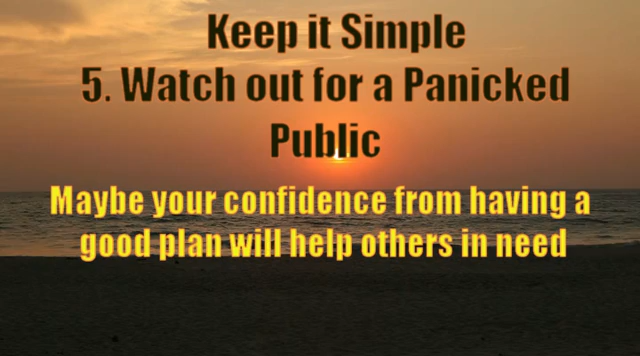 Keep it Simple
5. Watch out for a Panicked
Public
Maybe your confidence from having a
good plan will help others in need